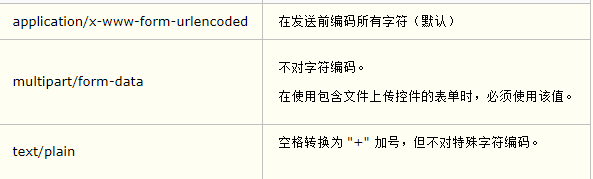 application/x-www-form-urlencoded 在发送前编码所有字符（默认）
multipart/form-data 不对字符编码。
在使用包含文件上传控件的表单时，必须使用该值。
text/plain 空格转换为 "+" 加号，但不对特殊字符编码。